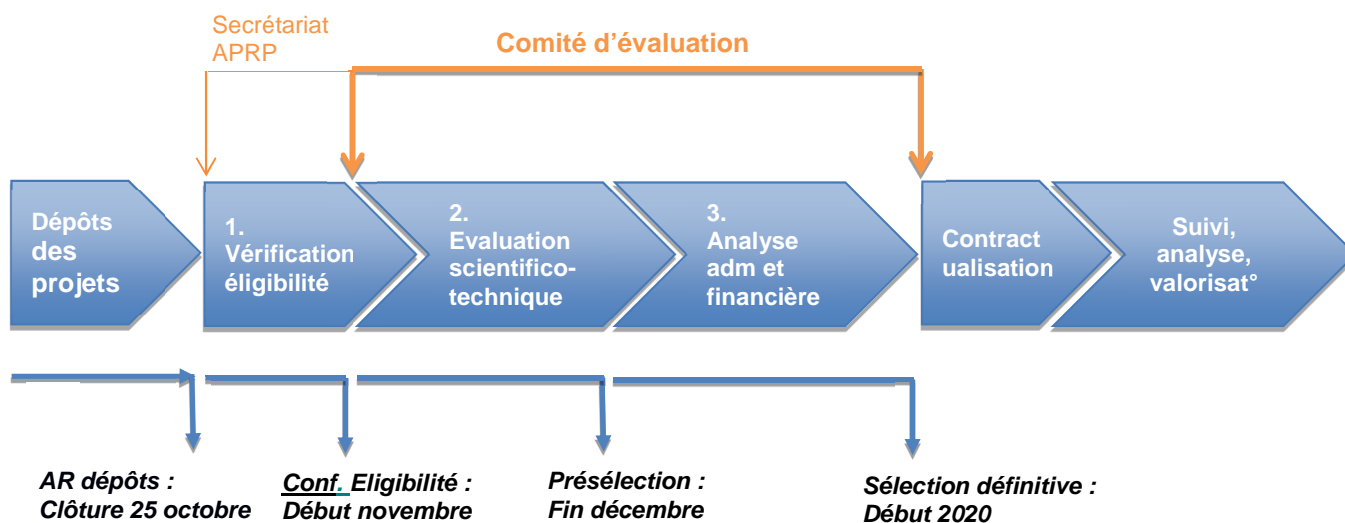 Secrétariat
APRP
Comité d’évaluation
Dépôts
des
projets
1.
Vérification
éligibilité
2.
Evaluation
scientifico-
technique
3.
Analyse
adm et
financière
Contract
ualisation
Suivi,
analyse,
valorisat°
AR dépôts :
Clôture 25 octobre
Conf. Eligibilité :
Début novembre
Présélection :
Fin décembre
Sélection définitive :
Début 2020